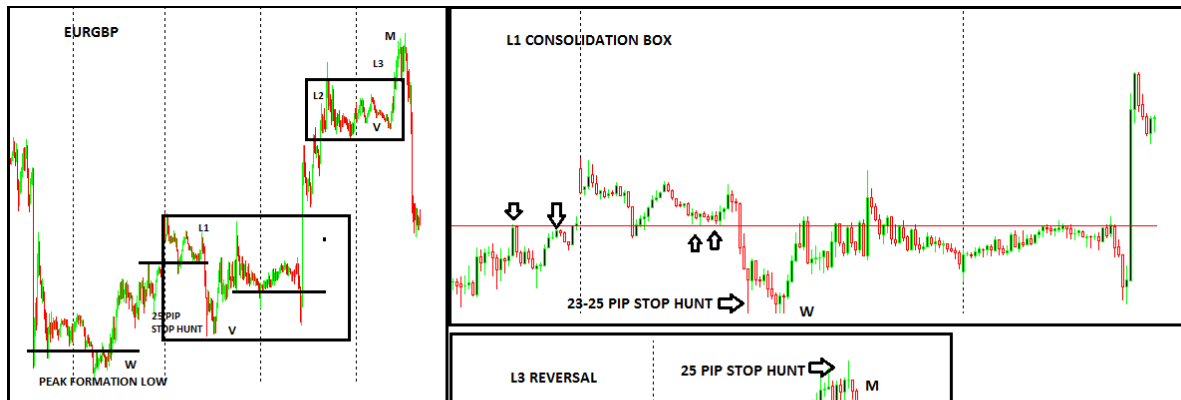 EURGBP
M
L3
L2
V
L1
25 PIP
STOP HUNT
V
W
PEAK FORMATION LOW
L1 CONSOLIDATION BOX
23-25 PIP STOP HUNT
W
L3 REVERSAL
25 PIP STOP HUNT
M